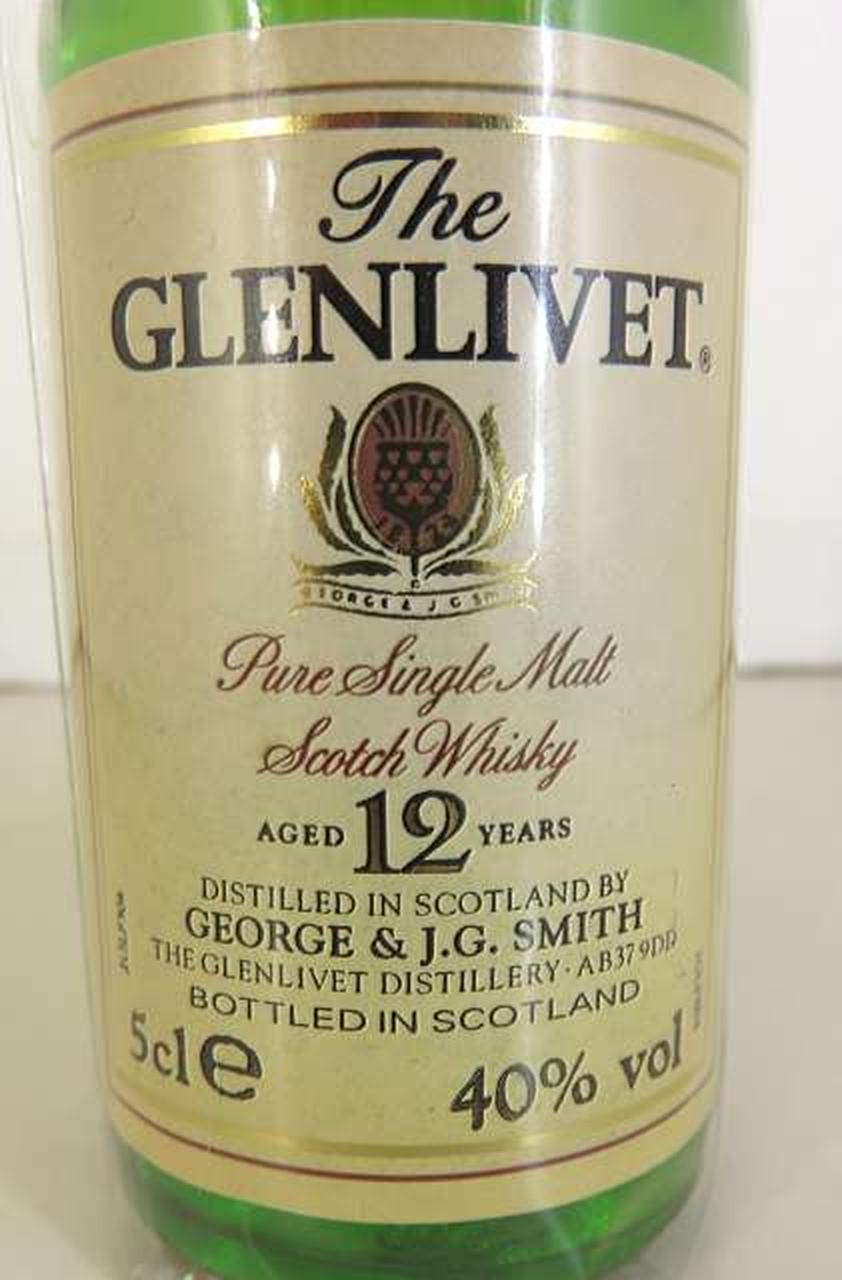 The
GLENLIVET®
GEORGE & J G SMITH
Pure Single Malt
Scotch Whisky
AGED 12 YEARS
DISTILLED IN SCOTLAND BY
GEORGE & J.G. SMITH
THE GLENLIVET DISTILLERY · AB37 9DD
BOTTLED IN SCOTLAND
5cl e 40% vol